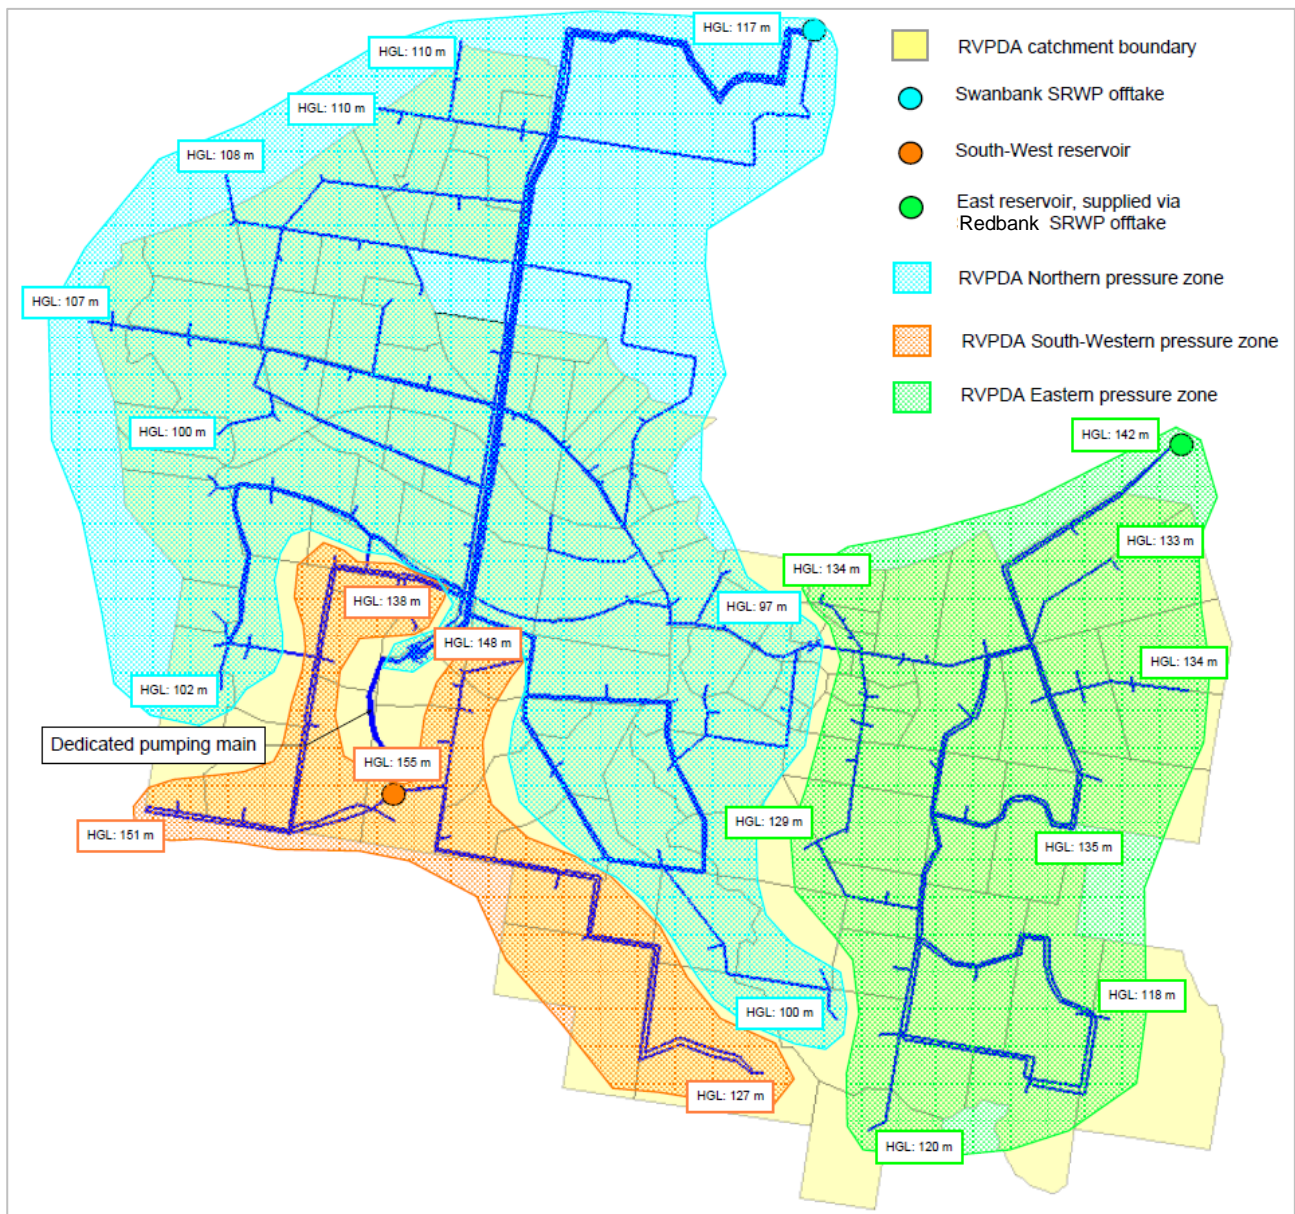 HGL: 117 m
HGL: 110 m
HGL: 110 m
HGL: 108 m
HGL: 107 m
HGL: 100 m
HGL: 102 m
HGL: 138 m
HGL: 148 m
HGL: 97 m
Dedicated pumping main
HGL: 155 m
HGL: 151 m
HGL: 100 m
HGL: 127 m
RVPDA catchment boundary
Swanbank SRWP offtake
South-West reservoir
East reservoir, supplied via
Redbank SRWP offtake
RVPDA Northern pressure zone
RVPDA South-Western pressure zone
RVPDA Eastern pressure zone
HGL: 142 m
HGL: 133 m
HGL: 134 m
HGL: 134 m
HGL: 129 m
HGL: 135 m
HGL: 118 m
HGL: 120 m